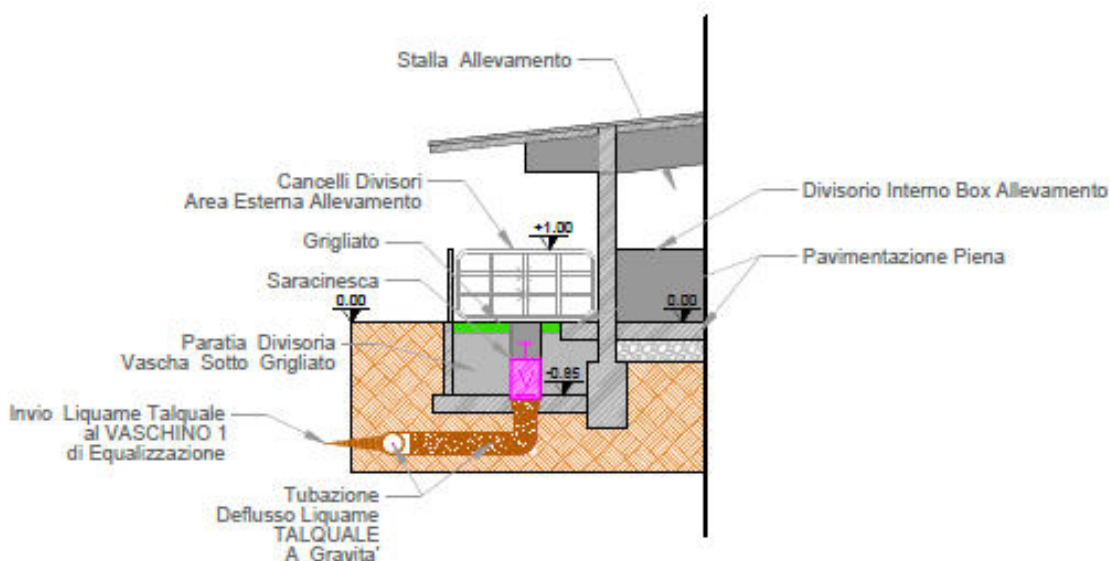 Stalla Allevamento
Cancelli Divisori
Area Esterna Allevamento
Divisorio Interno Box Allevamento
+1.00
Grigliato
Pavimentazione Piena
Saracinesca
0.00
0.00
Paratia Divisoria
Vascha Sotto Grigliato
-0.85
Invio Liquame Talquale
al VASCHINO 1
di Equalizzazione
Tubazione
Deflusso Liquame
TALQUALE
A Gravita'